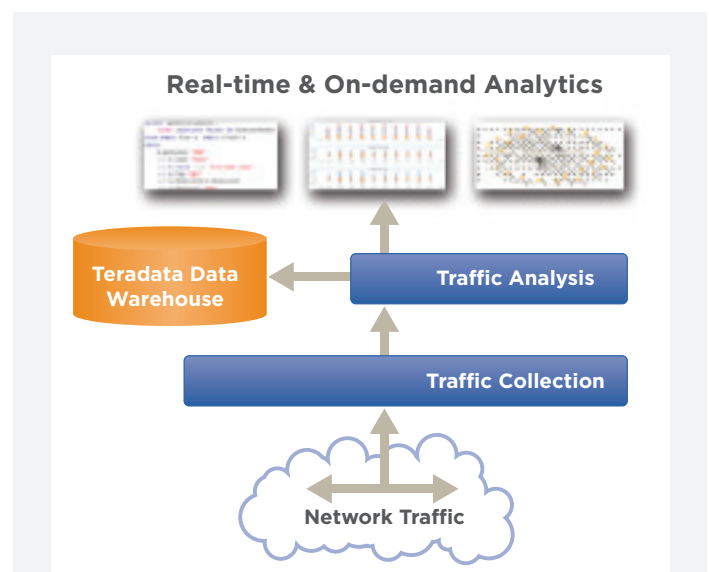 Real-time & On-demand Analytics
Teradata Data
Warehouse
Traffic Analysis
Traffic Collection
Network Traffic